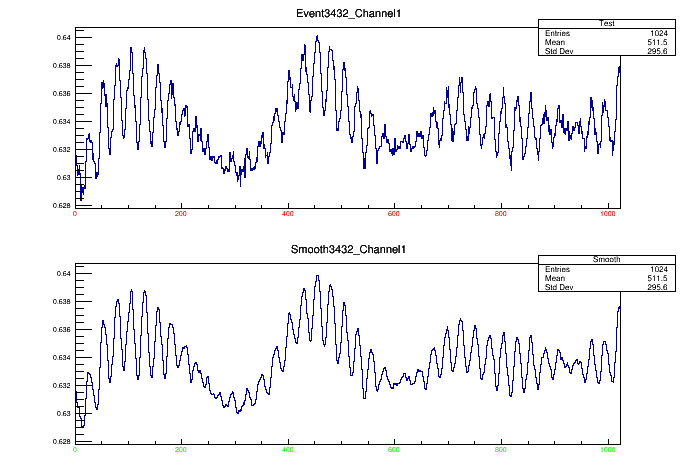 Event3432_Channel1
Test
Entries 1024
Mean 511.5
Std Dev 295.6
0.64
0.638
0.636
0.634
0.632
0.63
0.628
0 200 400 600 800 1000
Smooth3432_Channel1
Smooth
Entries 1024
Mean 511.5
Std Dev 295.6
0.64
0.638
0.636
0.634
0.632
0.63
0.628
0 200 400 600 800 1000